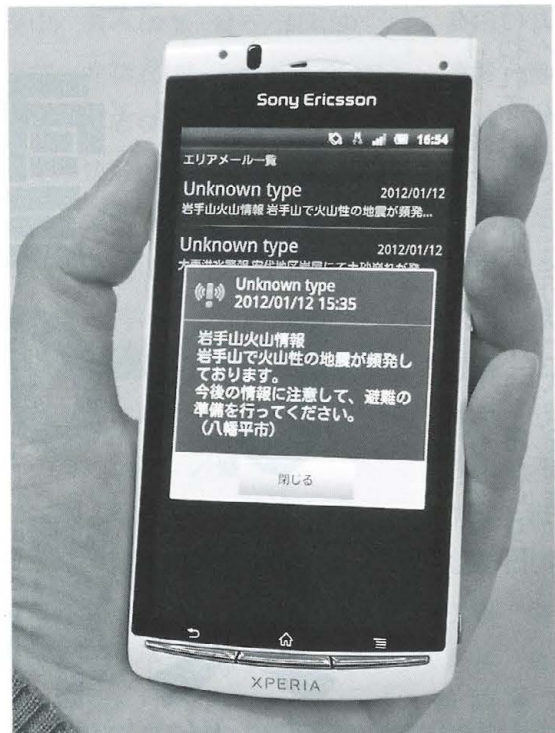 Sony Ericsson
16:54
エリアメール一覧
Unknown type 2012/01/12
岩手山火山情報 岩手山で火山性の地震が頻発...
Unknown type 2012/01/12
Unknown type
2012/01/12 15:35
岩手山火山情報
岩手山で火山性の地震が頻発し
ております。
今後の情報に注意して、避難の
準備を行ってください。
（八幡平市）
閉じる
XPERIA